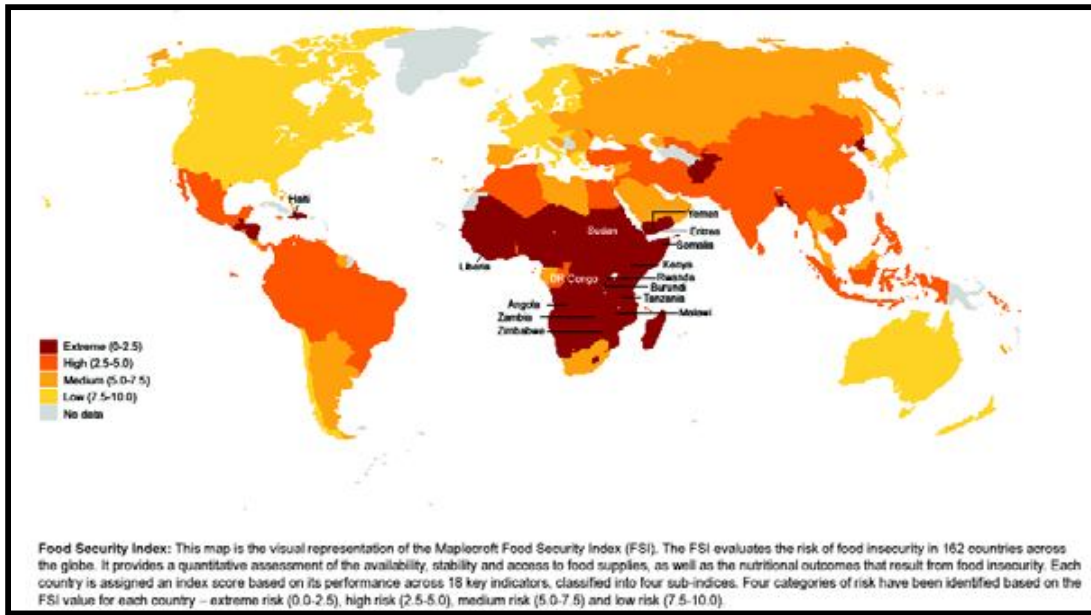 Haiti
Yemen
Sudan
Eritrea
Somalia
Liberia
Kenya
DR Congo
Rwanda
Burundi
Tanzania
Angola
Malawi
Zambia
Zimbabwe
Extreme (0-2.5)
High (2.5-5.0)
Medium (5.0-7.5)
Low (7.5-10.0)
No data
Food Security Index: This map is the visual representation of the Maplecroft Food Security Index (FSI). The FSI evaluates the risk of food insecurity in 162 countries across
the globe. It provides a quantitative assessment of the availability, stability and access to food supplies, as well as the nutritional outcomes that result from food insecurity. Each
country is assigned an index score based on its performance across 18 key indicators, classified into four sub-indices. Four categories of risk have been identified based on the
FSI value for each country – extreme risk (0.0-2.5), high risk (2.5-5.0), medium risk (5.0-7.5) and low risk (7.5-10.0).